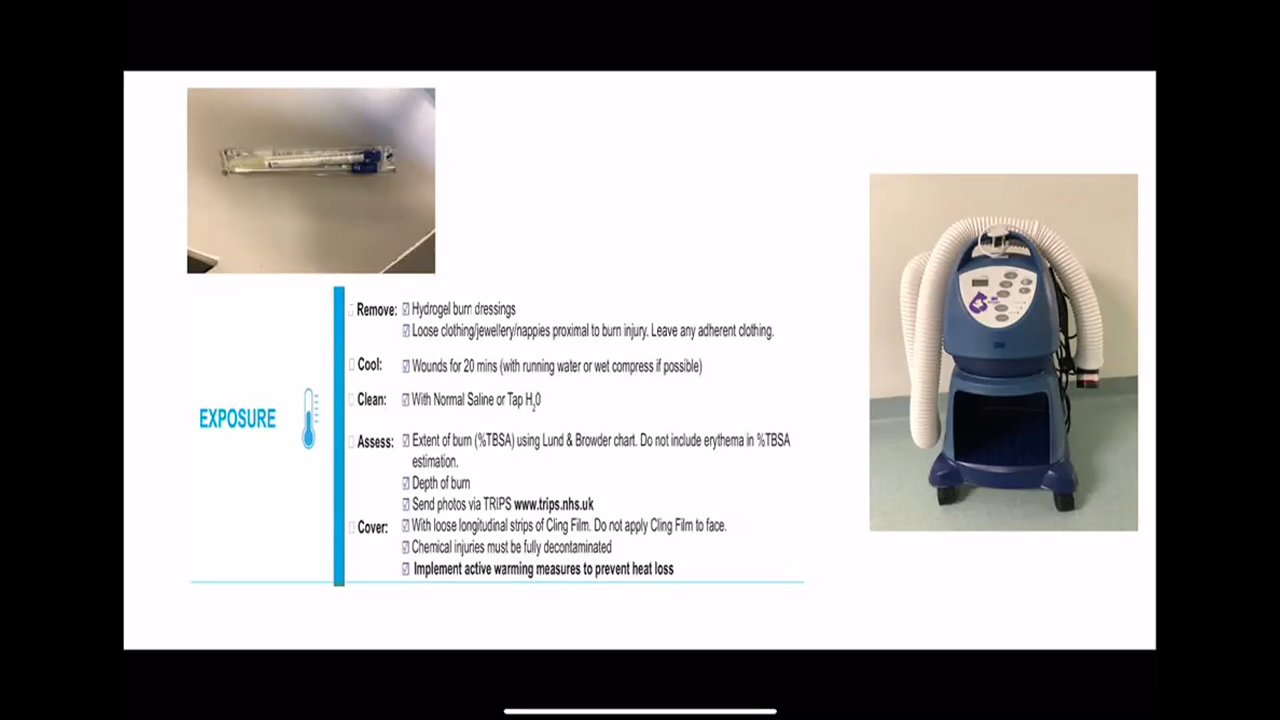 Remove: Hydrogel burn dressings
Loose clothing/jewellery/nappies proximal to burn injury. Leave any adherent clothing.
Cool: Wounds for 20 mins (with running water or wet compress if possible)
Clean: With Normal Saline or Tap H₂0
EXPOSURE
Assess: Extent of burn (%TBSA) using Lund & Browder chart. Do not include erythema in %TBSA
estimation.
Depth of burn
Send photos via TRIPS www.trips.nhs.uk
Cover: With loose longitudinal strips of Cling Film. Do not apply Cling Film to face.
Chemical injuries must be fully decontaminated
Implement active warming measures to prevent heat loss